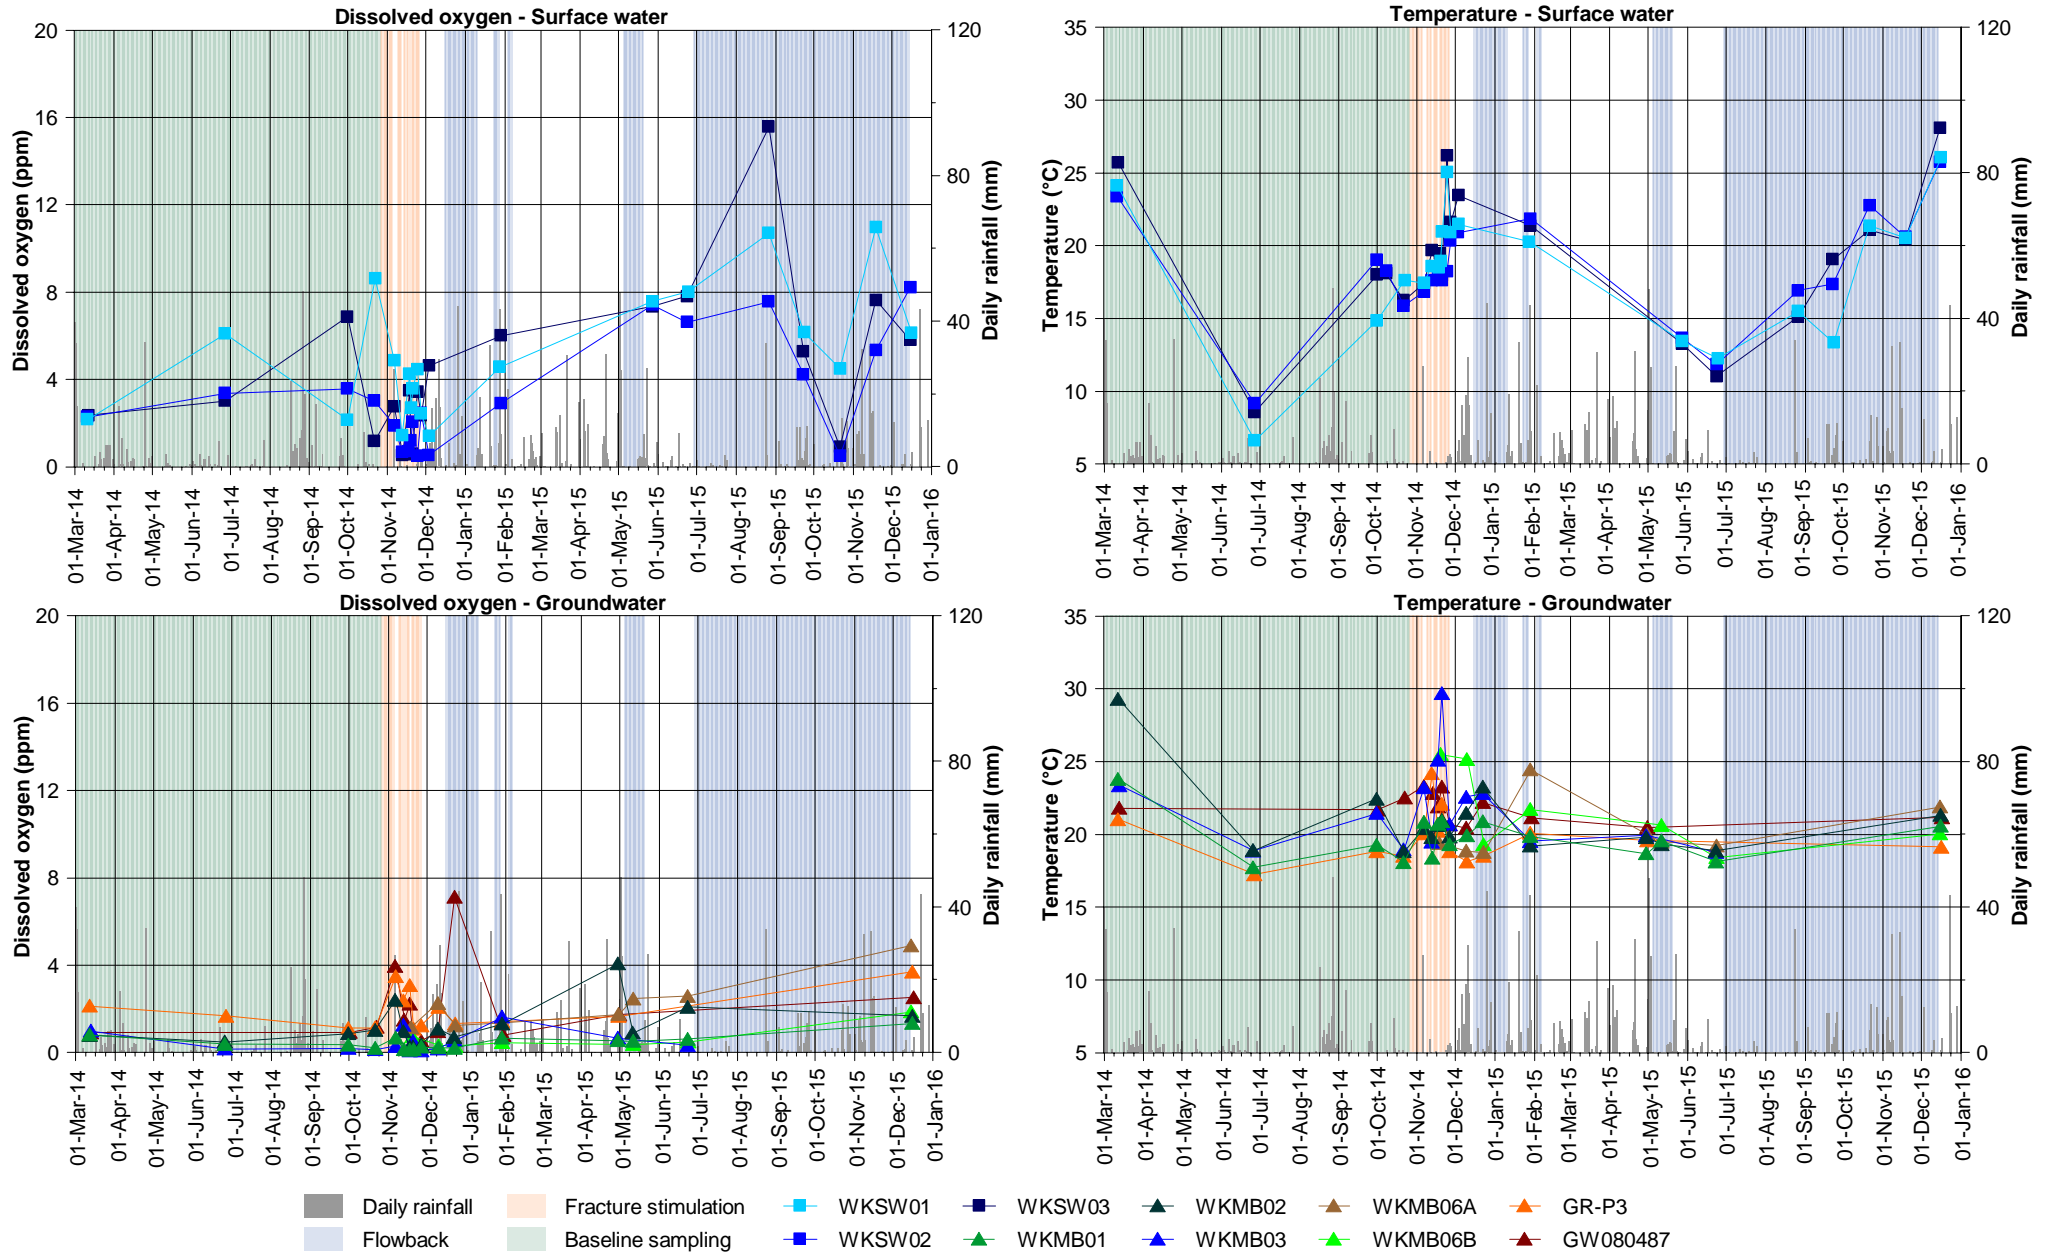 Dissolved oxygen - Surface water
20
16
12
8
4
0
Dissolved oxygen (ppm)
120
80
40
0
Daily rainfall (mm)
01-Mar-14
01-Apr-14
01-May-14
01-Jun-14
01-Jul-14
01-Aug-14
01-Sep-14
01-Oct-14
01-Nov-14
01-Dec-14
01-Jan-15
01-Feb-15
01-Mar-15
01-Apr-15
01-May-15
01-Jun-15
01-Jul-15
01-Aug-15
01-Sep-15
01-Oct-15
01-Nov-15
01-Dec-15
01-Jan-16
Temperature - Surface water
35
30
25
20
15
10
5
Temperature (°C)
120
80
40
0
Daily rainfall (mm)
01-Mar-14
01-Apr-14
01-May-14
01-Jun-14
01-Jul-14
01-Aug-14
01-Sep-14
01-Oct-14
01-Nov-14
01-Dec-14
01-Jan-15
01-Feb-15
01-Mar-15
01-Apr-15
01-May-15
01-Jun-15
01-Jul-15
01-Aug-15
01-Sep-15
01-Oct-15
01-Nov-15
01-Dec-15
01-Jan-16
Dissolved oxygen - Groundwater
20
16
12
8
4
0
Dissolved oxygen (ppm)
120
80
40
0
Daily rainfall (mm)
01-Mar-14
01-Apr-14
01-May-14
01-Jun-14
01-Jul-14
01-Aug-14
01-Sep-14
01-Oct-14
01-Nov-14
01-Dec-14
01-Jan-15
01-Feb-15
01-Mar-15
01-Apr-15
01-May-15
01-Jun-15
01-Jul-15
01-Aug-15
01-Sep-15
01-Oct-15
01-Nov-15
01-Dec-15
01-Jan-16
Temperature - Groundwater
35
30
25
20
15
10
5
Temperature (°C)
120
80
40
0
Daily rainfall (mm)
01-Mar-14
01-Apr-14
01-May-14
01-Jun-14
01-Jul-14
01-Aug-14
01-Sep-14
01-Oct-14
01-Nov-14
01-Dec-14
01-Jan-15
01-Feb-15
01-Mar-15
01-Apr-15
01-May-15
01-Jun-15
01-Jul-15
01-Aug-15
01-Sep-15
01-Oct-15
01-Nov-15
01-Dec-15
01-Jan-16
Daily rainfall Fracture stimulation WKSW01 WKSW03 WKMB02 WKMB06A GR-P3
Flowback Baseline sampling WKSW02 WKMB01 WKMB03 WKMB06B GW080487